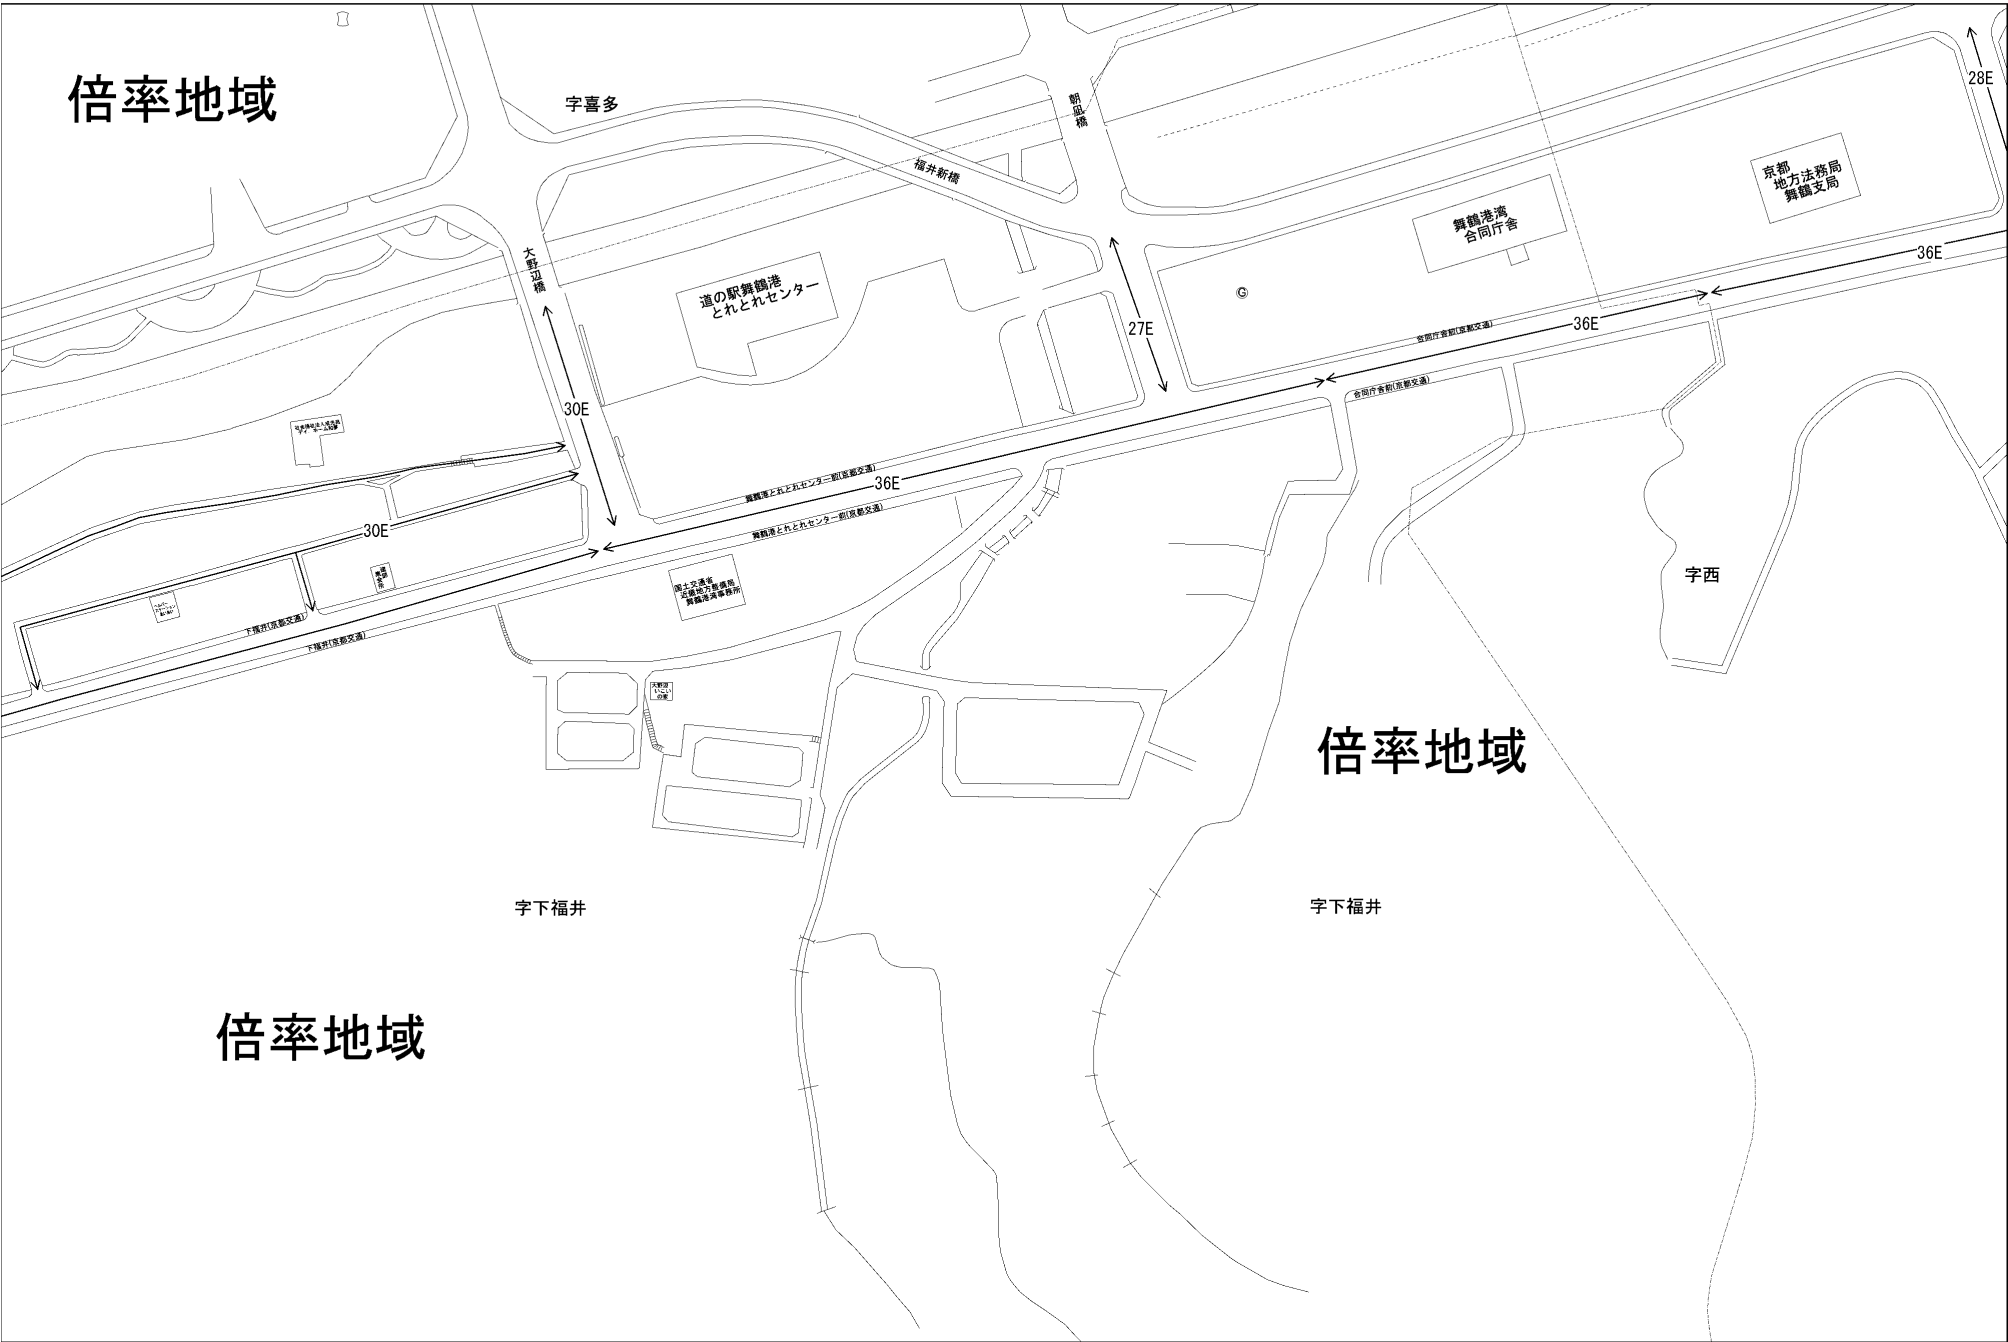 倍率地域
字喜多
朝凪橋
28E
福井新橋
京都
地方法務局
舞鶴支局
舞鶴港湾
合同庁舎
大野辺橋
道の駅舞鶴港
とれとれセンター
36E
27E
36E
合同庁舎前(京都交通)
合同庁舎前(京都交通)
30E
舞鶴港とれとれセンター前(京都交通)
36E
舞鶴港とれとれセンター前(京都交通)
30E
国土交通省
近畿地方整備局
舞鶴港湾事務所
字西
下福井(京都交通)
下福井(京都交通)
大野辺
いこい
の家
倍率地域
字下福井
字下福井
倍率地域
G